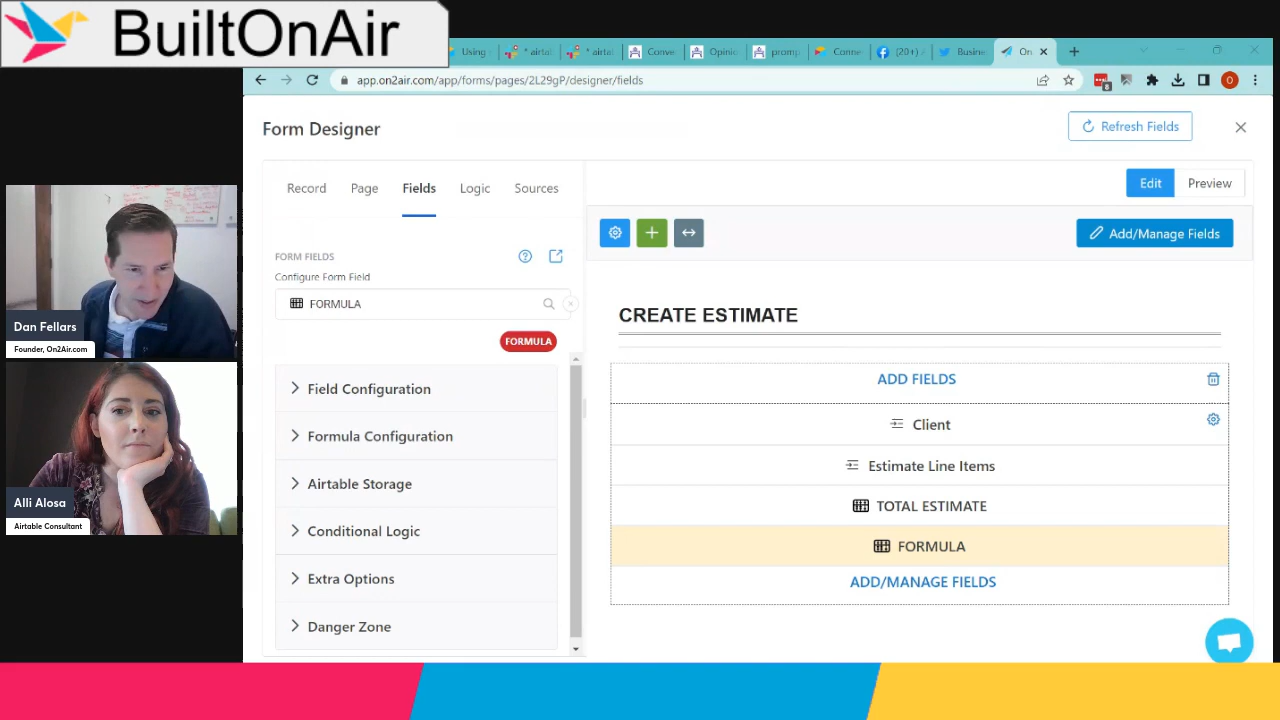 BuiltOnAir
Using
* airtal
* airtal
Conve
Opinio
promp
Conne
(20+) A
Busine
On
app.on2air.com/app/forms/pages/2L29gP/designer/fields
Form Designer
Refresh Fields
Record Page Fields Logic Sources
Edit Preview
Add/Manage Fields
FORM FIELDS
Configure Form Field
FORMULA
FORMULA
Field Configuration
Formula Configuration
Airtable Storage
Conditional Logic
Extra Options
Danger Zone
CREATE ESTIMATE
ADD FIELDS
Client
Estimate Line Items
TOTAL ESTIMATE
FORMULA
ADD/MANAGE FIELDS
Dan Fellars
Founder, On2Air.com
Alli Alosa
Airtable Consultant